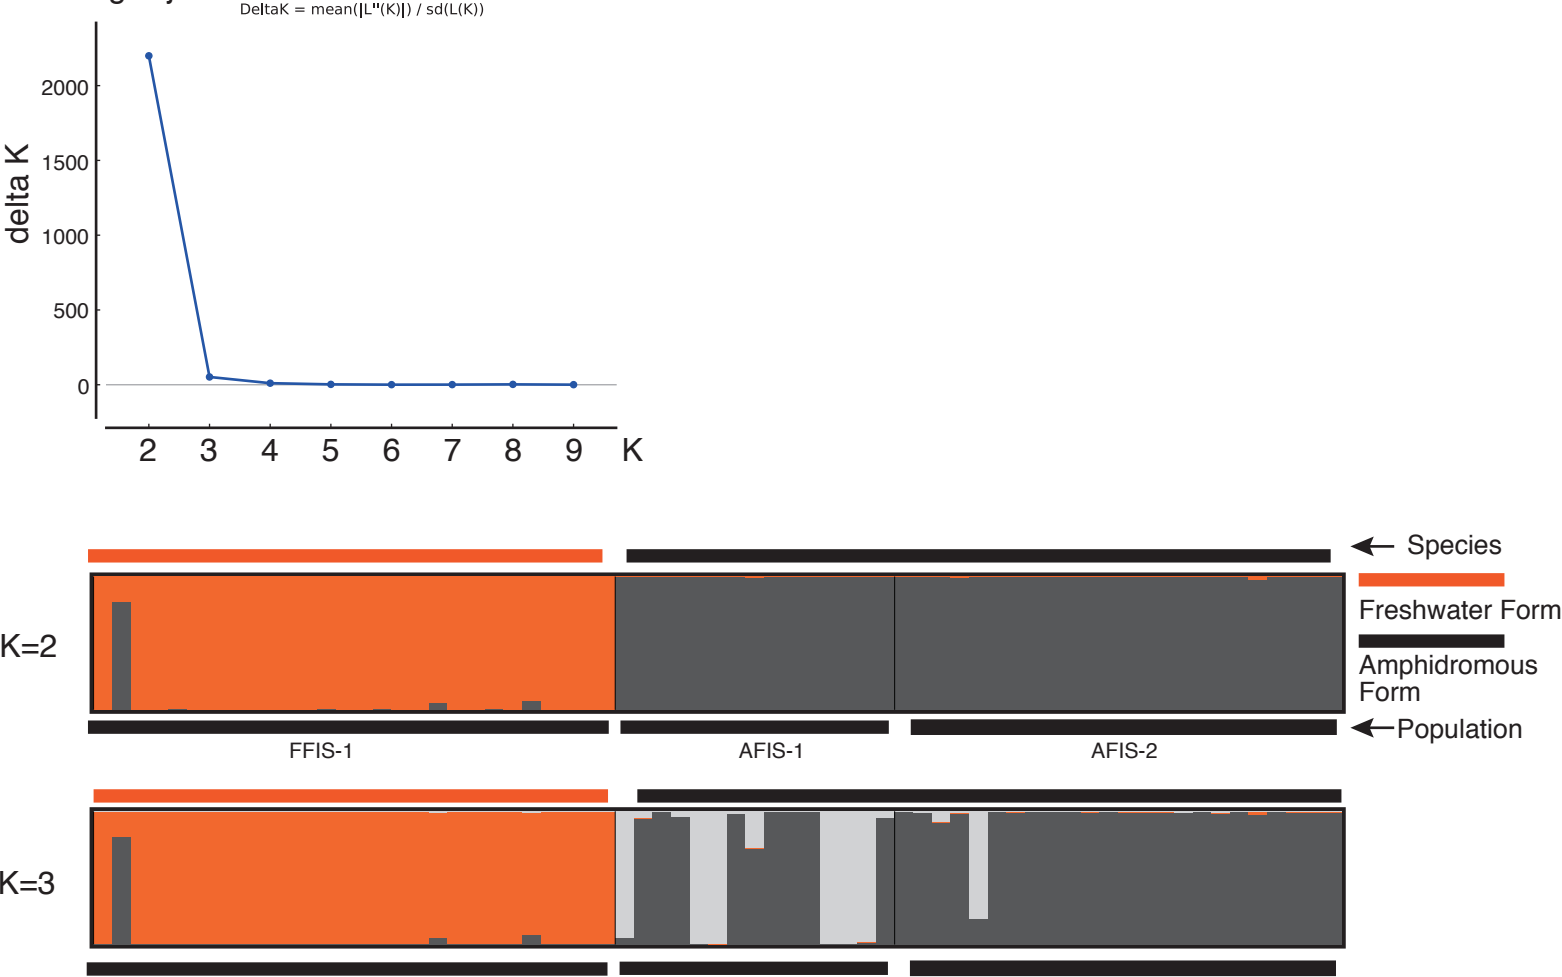 DeltaK = mean(|L"(K)|) / sd(L(K))
2000
1500
1000
500
0
delta K
2 3 4 5 6 7 8 9 K
Species
Freshwater Form
K=2
Amphidromous
Form
Population
FFIS-1 AFIS-1 AFIS-2
K=3